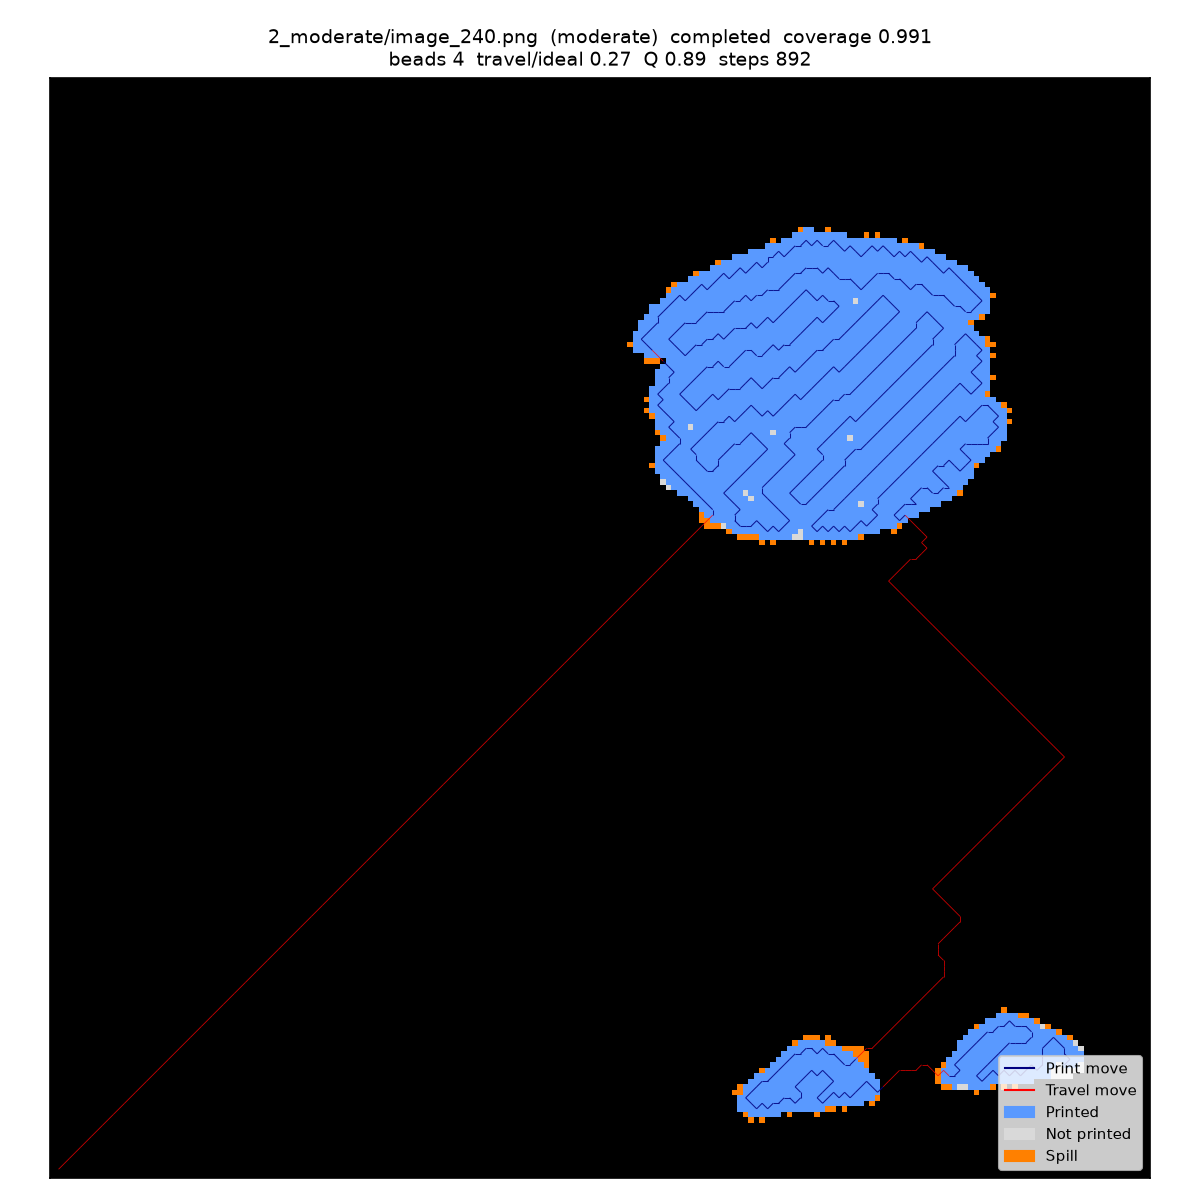 2_moderate/image_240.png  (moderate)  completed  coverage 0.991
beads 4  travel/ideal 0.27  Q 0.89  steps 892
Print move
Travel move
Printed
Not printed
Spill